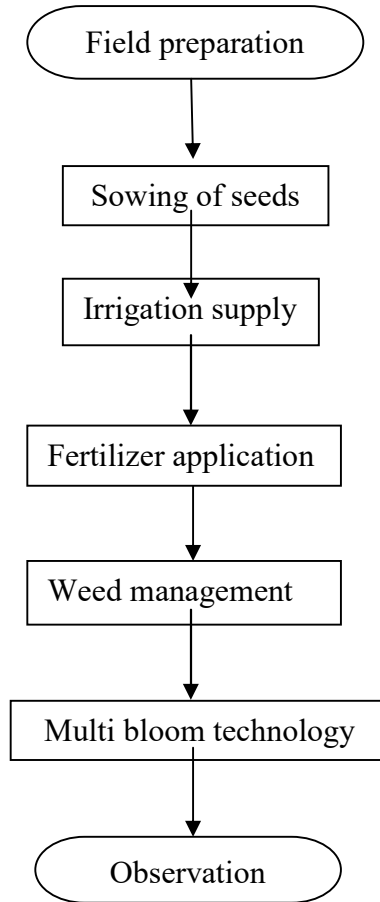 Field preparation
Sowing of seeds
Irrigation supply
Fertilizer application
Weed management
Multi bloom technology
Observation